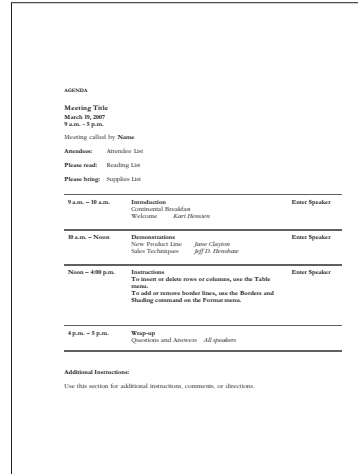 AGENDA
Meeting Title
March 19, 2007
9 a.m. – 5 p.m.
Meeting called by Name
Attendees: Attendee List
Please read: Reading List
Please bring: Supplies List
9 a.m. – 10 a.m. Introduction Enter Speaker
Continental Breakfast
Welcome Kari Hensien
10 a.m. – Noon Demonstrations Enter Speaker
New Product Line Jane Clayton
Sales Techniques Jeff D. Henshaw
Noon – 4:00 p.m. Instructions Enter Speaker
To insert or delete rows or columns, use the Table
menu.
To add or remove border lines, use the Borders and
Shading command on the Format menu.
4 p.m. – 5 p.m. Wrap-up
Questions and Answers All speakers
Additional Instructions:
Use this section for additional instructions, comments, or directions.